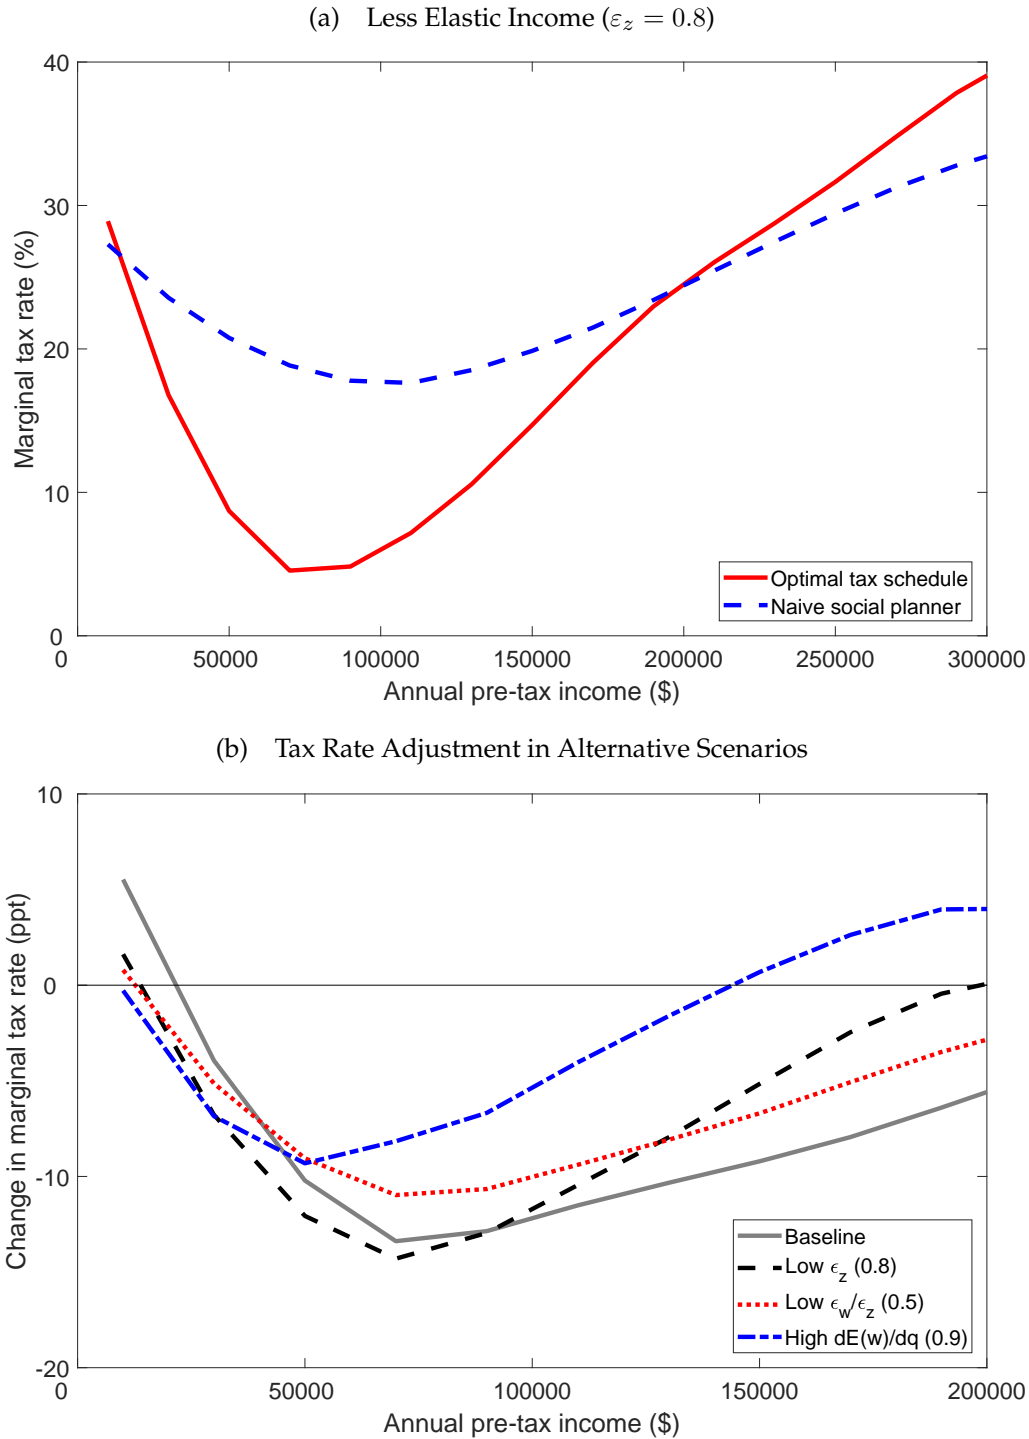 (a) Less Elastic Income (εz = 0.8)
40
30
20
10
0
Marginal tax rate (%)
Optimal tax schedule
Naive social planner
0 50000 100000 150000 200000 250000 300000
Annual pre-tax income ($)
(b) Tax Rate Adjustment in Alternative Scenarios
10
0
-10
-20
Change in marginal tax rate (ppt)
Baseline
Low ϵz (0.8)
Low ϵw/ϵz (0.5)
High dE(w)/dq (0.9)
0 50000 100000 150000 200000
Annual pre-tax income ($)